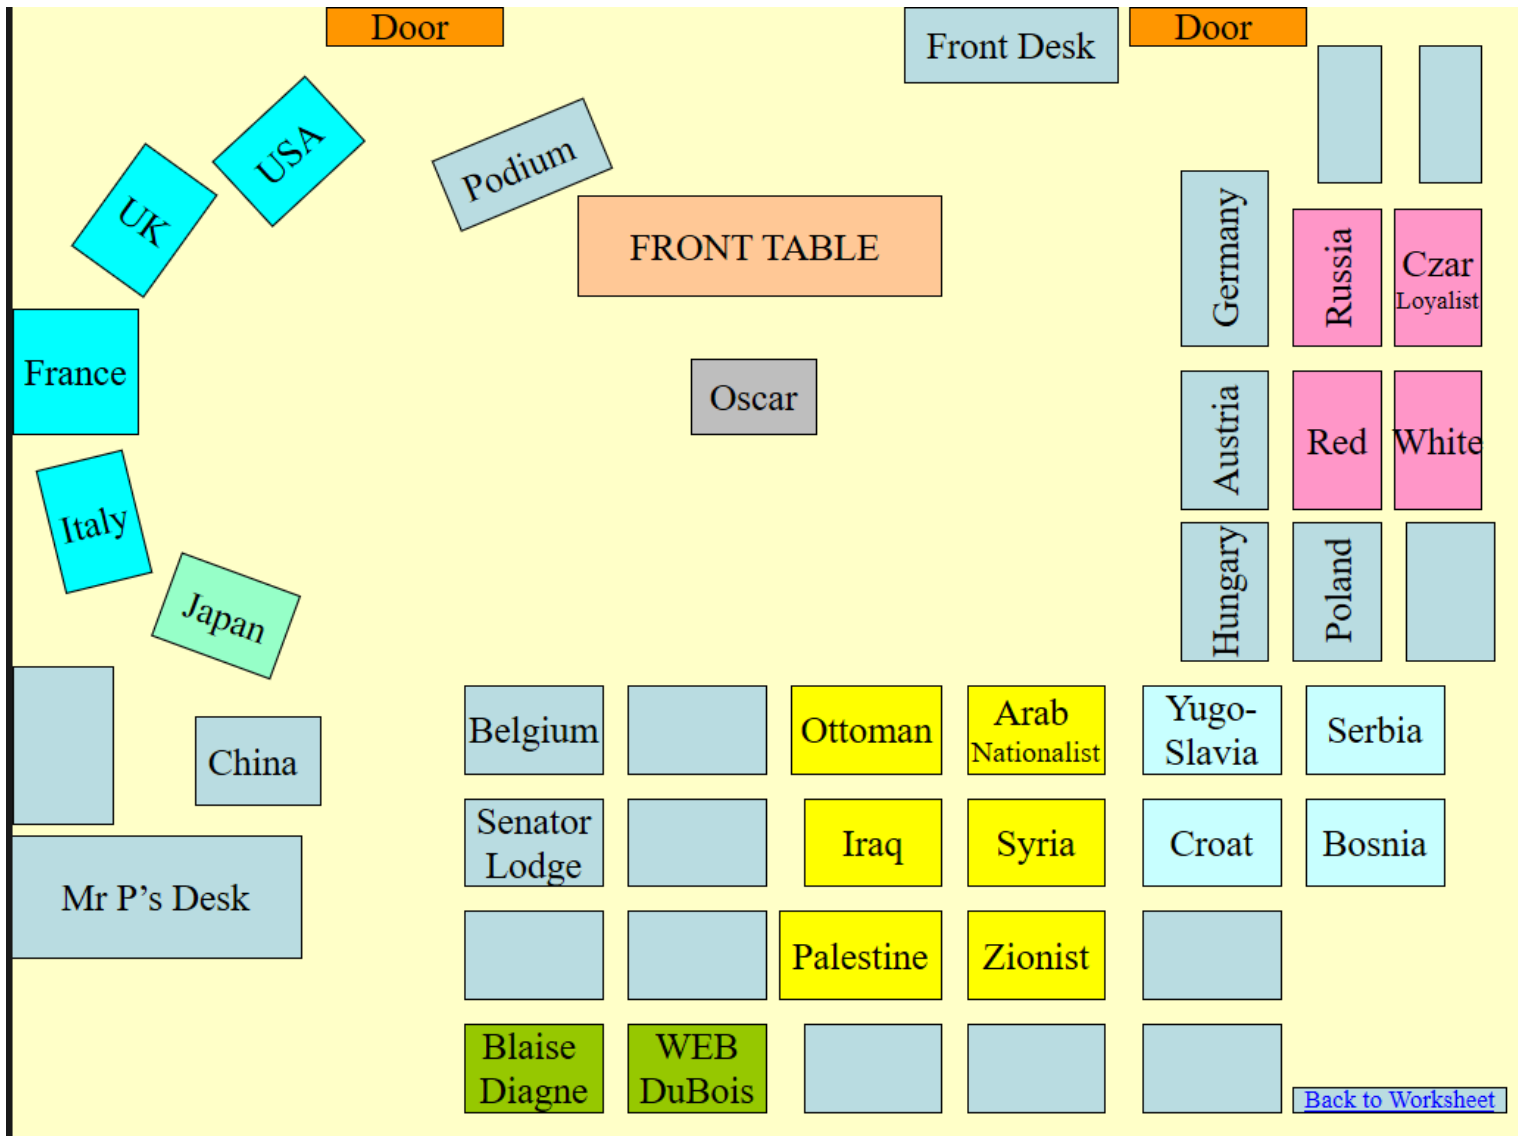 Door
Front Desk
Door
USA
Podium
UK
FRONT TABLE
Germany
Russia
Czar
Loyalist
France
Oscar
Austria
Red
White
Italy
Japan
Hungary
Poland
Belgium
Ottoman
Arab
Nationalist
Yugo-
Slavia
Serbia
China
Senator
Lodge
Iraq
Syria
Croat
Bosnia
Mr P’s Desk
Palestine
Zionist
Blaise
Diagne
WEB
DuBois
Back to Worksheet